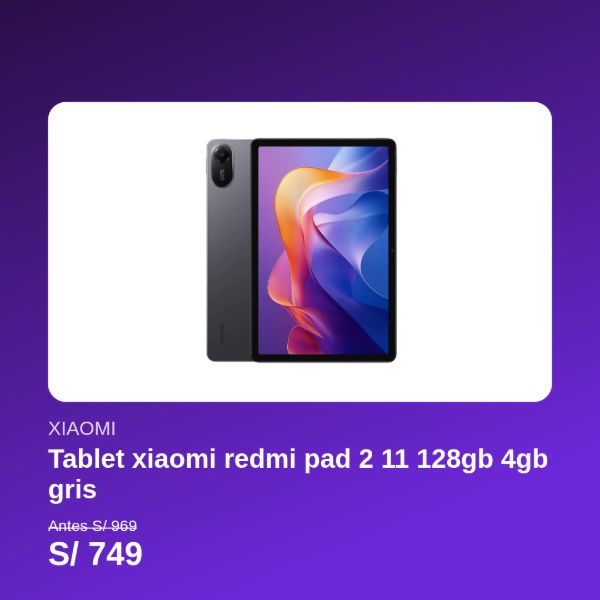 XIAOMI
Tablet xiaomi redmi pad 2 11 128gb 4gb
gris
Antes S/ 969
S/ 749